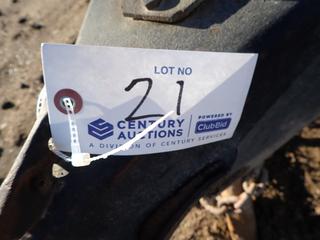 LOT NO
21
CENTURY AUCTIONS
POWERED BY
ClubBid
A DIVISION OF CENTURY SERVICES